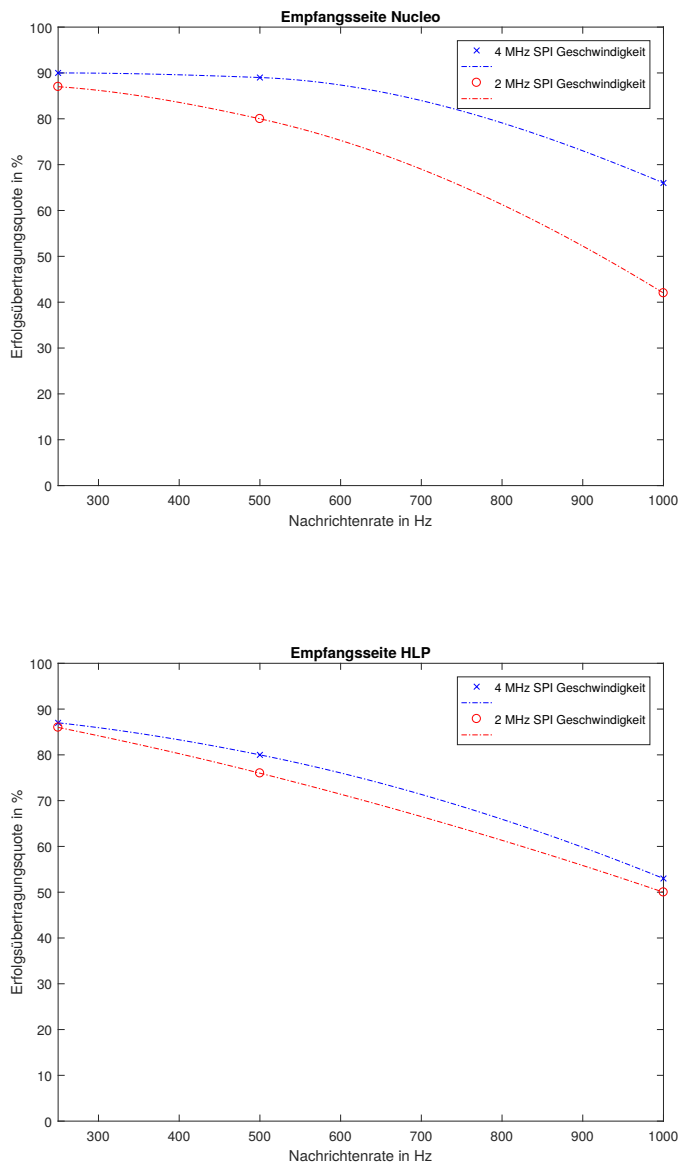 Empfangsseite Nucleo
100
90
80
70
60
50
40
30
20
10
0
Erfolgsübertragungsquote in %
4 MHz SPI Geschwindigkeit
2 MHz SPI Geschwindigkeit
300 400 500 600 700 800 900 1000
Nachrichtenrate in Hz
Empfangsseite HLP
100
90
80
70
60
50
40
30
20
10
0
Erfolgsübertragungsquote in %
4 MHz SPI Geschwindigkeit
2 MHz SPI Geschwindigkeit
300 400 500 600 700 800 900 1000
Nachrichtenrate in Hz